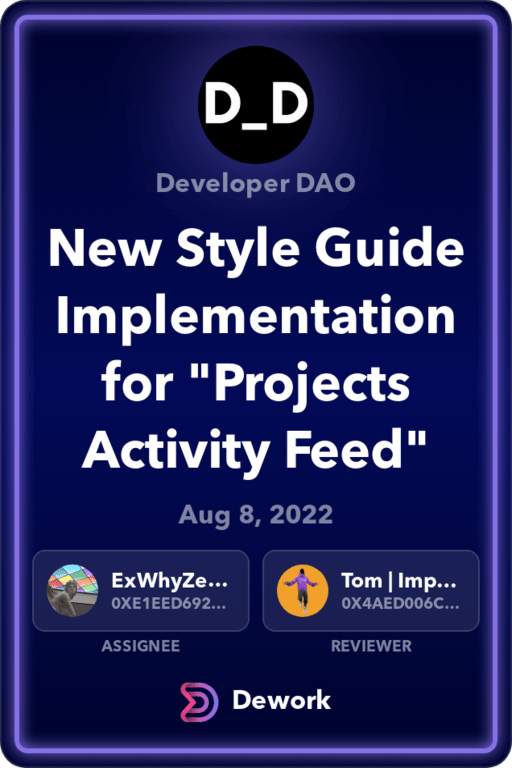 D_D
Developer DAO
New Style Guide
Implementation
for "Projects
Activity Feed"
Aug 8, 2022
ExWhyZe...
0XE1EED692...
Tom | Imp...
0X4AED006C...
ASSIGNEE
REVIEWER
Dework